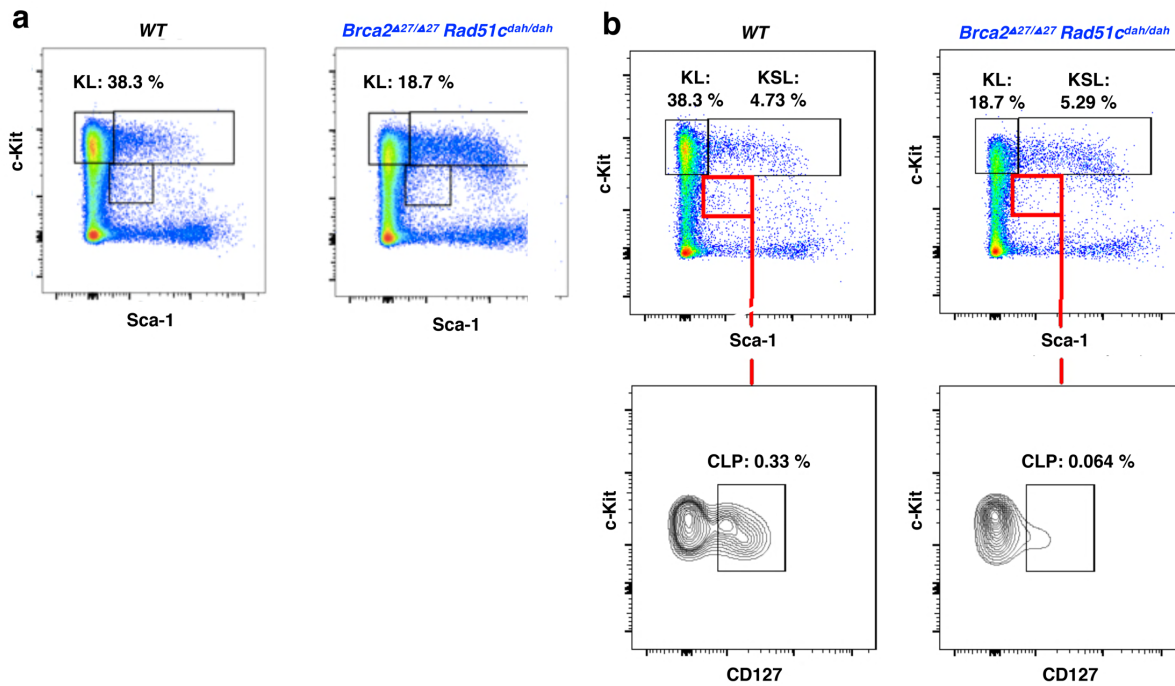 a
WT
Brca2Δ27/Δ27 Rad51cdah/dah
KL: 38.3 %
KL: 18.7 %
c-Kit
Sca-1
Sca-1
b
WT
Brca2Δ27/Δ27 Rad51cdah/dah
KL:
38.3 %
KSL:
4.73 %
KL:
18.7 %
KSL:
5.29 %
c-Kit
c-Kit
Sca-1
Sca-1
CLP: 0.33 %
CLP: 0.064 %
c-Kit
c-Kit
CD127
CD127